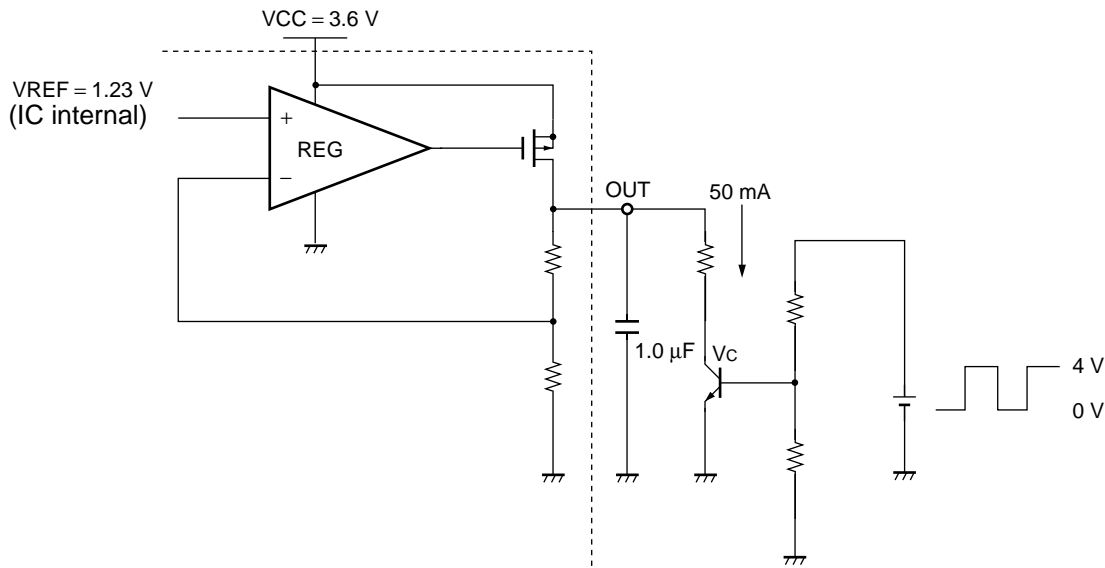 VCC = 3.6 V
VREF = 1.23 V
(IC internal)
+
REG
−
OUT
50 mA
1.0 μF
VC
4 V
0 V